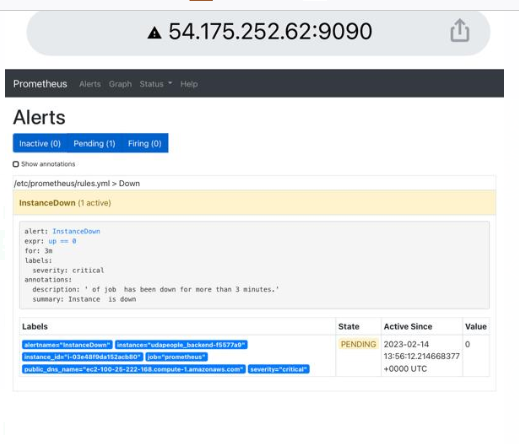 54.175.252.62:9090
Prometheus Alerts Graph Status Help
Alerts
Inactive (0) Pending (1) Firing (0)
Show annotations
/etc/prometheus/rules.yml > Down
InstanceDown (1 active)
alert: InstanceDown
expr: up == 0
for: 3m
labels:
severity: critical
annotations:
description: ' of job  has been down for more than 3 minutes.'
summary: Instance  is down
Labels State Active Since Value
alertname="InstanceDown" instance="udapeople_backend-f5577a9" PENDING 2023-02-14 0
instance_id="i-03e48f9da152acb80" job="prometheus" 13:56:12.214668377
public_dns_name="ec2-100-25-222-168.compute-1.amazonaws.com" severity="critical" +0000 UTC